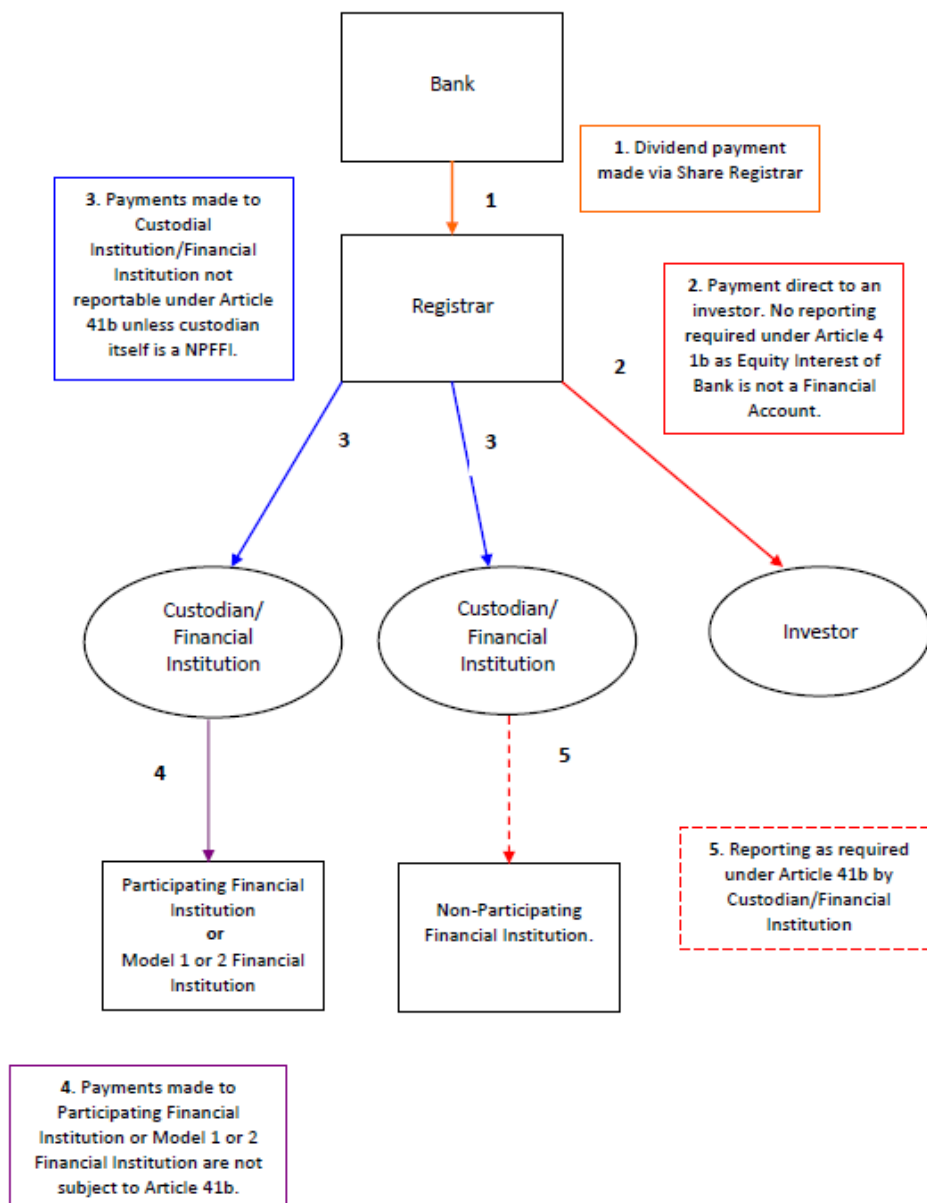 Bank
1. Dividend payment
made via Share Registrar
1
3. Payments made to
Custodial
Institution/Financial
Institution not
reportable under Article
41b unless custodian
itself is a NPFFI.
Registrar
2. Payment direct to an
investor. No reporting
required under Article 4
1b as Equity Interest of
Bank is not a Financial
Account.
2
3
3
Custodian/
Financial
Institution
Custodian/
Financial
Institution
Investor
4
5
Participating Financial
Institution
or
Model 1 or 2 Financial
Institution
Non-Participating
Financial Institution.
5. Reporting as required
under Article 41b by
Custodian/Financial
Institution
4. Payments made to
Participating Financial
Institution or Model 1 or 2
Financial Institution are not
subject to Article 41b.